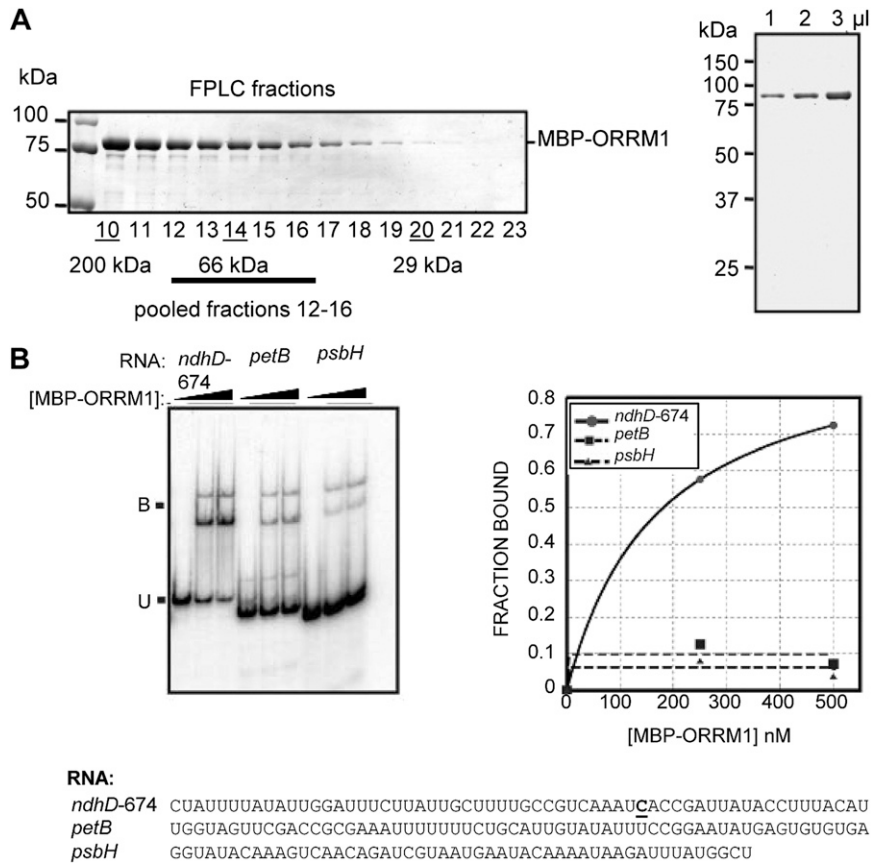 A
kDa
FPLC fractions
100
75
50
MBP-ORRM1
10 11 12 13 14 15 16 17 18 19 20 21 22 23
200 kDa 66 kDa 29 kDa
pooled fractions 12-16
1 2 3 µl
kDa
150
100
75
50
37
25
B
RNA: ndhD-674 petB psbH
[MBP-ORRM1]:
B
U
0.8
0.7
0.6
0.5
0.4
0.3
0.2
0.1
0
FRACTION BOUND
ndhD-674
petB
psbH
0 100 200 300 400 500
[MBP-ORRM1] nM
RNA:
ndhD-674 CUAUUUUAUAUUGGAUUUCUUAUUGCUUUUGCCGUCAAAUCACCGAUUAUACCUUUACAU
petB UGGUAGUUCGACCGCGAAAUUUUUUUCUGCAUUGUAUAUUUCCGGAAUAUGAGUGUGUGA
psbH GGUAUACAAAGUCAACAGAUCGUAAUGAAUACAAAAUAAGAUUUAUGGCU